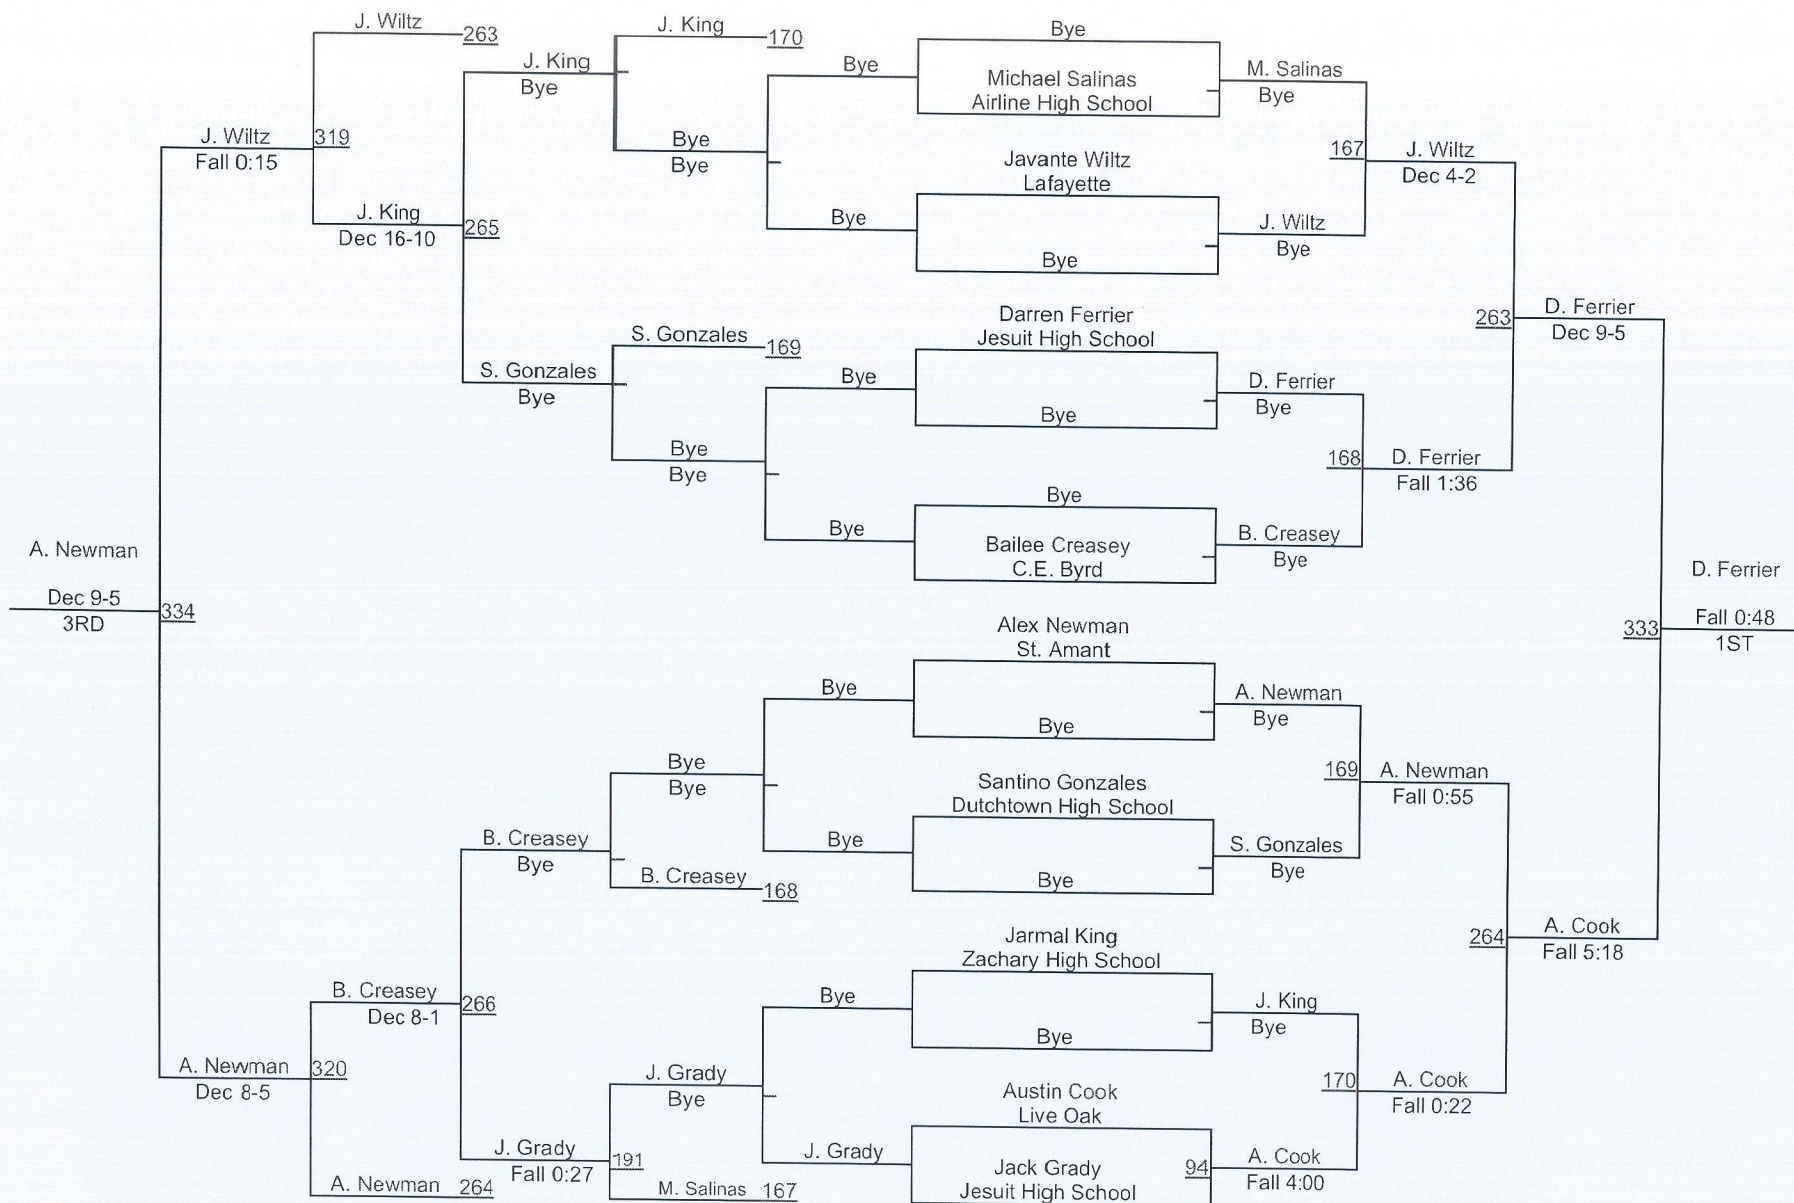 J. Wiltz
263
J. King
170
Bye
J. King
Bye
Bye
Michael Salinas
Airline High School
M. Salinas
Bye
J. Wiltz
319
Fall 0:15
Bye
Bye
Javante Wiltz
Lafayette
167
J. Wiltz
Dec 4-2
J. King
265
Dec 16-10
Bye
J. Wiltz
Bye
Bye
Darren Ferrier
Jesuit High School
263
D. Ferrier
Dec 9-5
S. Gonzales
169
S. Gonzales
Bye
Bye
D. Ferrier
Bye
Bye
Bye
Bye
168
D. Ferrier
Fall 1:36
Bye
Bye
Bailee Creasey
C.E. Byrd
B. Creasey
Bye
A. Newman
Dec 9-5
334
3RD
D. Ferrier
Fall 0:48
333
1ST
Alex Newman
St. Amant
Bye
Bye
A. Newman
Bye
Bye
Bye
Santino Gonzales
Dutchtown High School
169
A. Newman
Fall 0:55
B. Creasey
Bye
Bye
Bye
S. Gonzales
Bye
B. Creasey
168
Jarmal King
Zachary High School
264
A. Cook
Fall 5:18
B. Creasey
266
Dec 8-1
Bye
Bye
J. King
Bye
A. Newman
320
Dec 8-5
J. Grady
Bye
Austin Cook
Live Oak
170
A. Cook
Fall 0:22
J. Grady
191
Fall 0:27
J. Grady
Jack Grady
Jesuit High School
94
A. Cook
Fall 4:00
A. Newman
264
M. Salinas
167